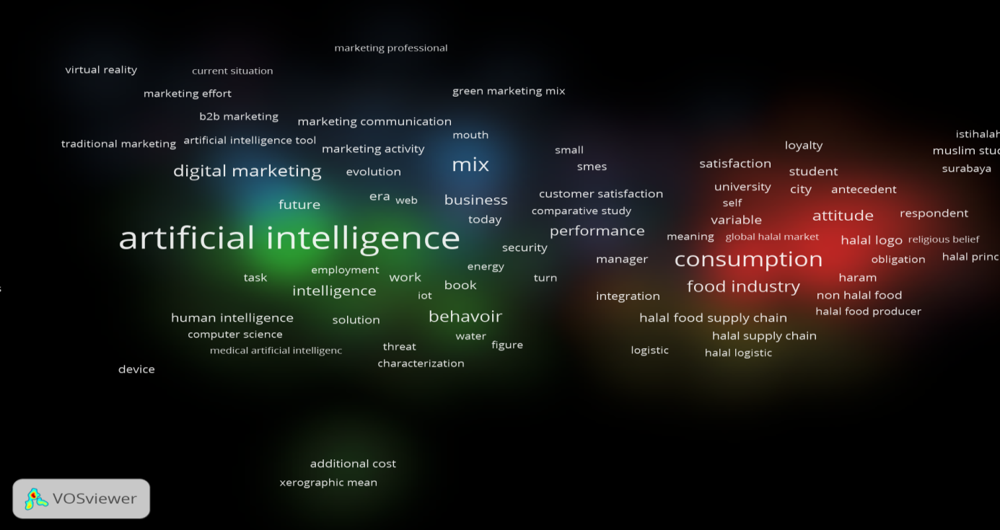 marketing professional
virtual reality
current situation
marketing effort
green marketing mix
b2b marketing
marketing communication
mouth
istihalah
traditional marketing
artificial intelligence tool
marketing activity
small
loyalty
muslim stuc
digital marketing
evolution
mix
smes
satisfaction
student
surabaya
future
era
web
business
customer satisfaction
university
city
antecedent
self
today
comparative study
variable
attitude
respondent
artificial intelligence
performance
meaning
global halal market
halal logo
religious belief
security
manager
consumption
obligation
halal princ
task
employment
work
energy
turn
haram
s
intelligence
iot
book
integration
food industry
non halal food
human intelligence
solution
behavoir
halal food supply chain
halal food producer
computer science
water
halal supply chain
medical artificial intelligenc
threat
figure
logistic
halal logistic
device
characterization
additional cost
xerographic mean
VOSviewer